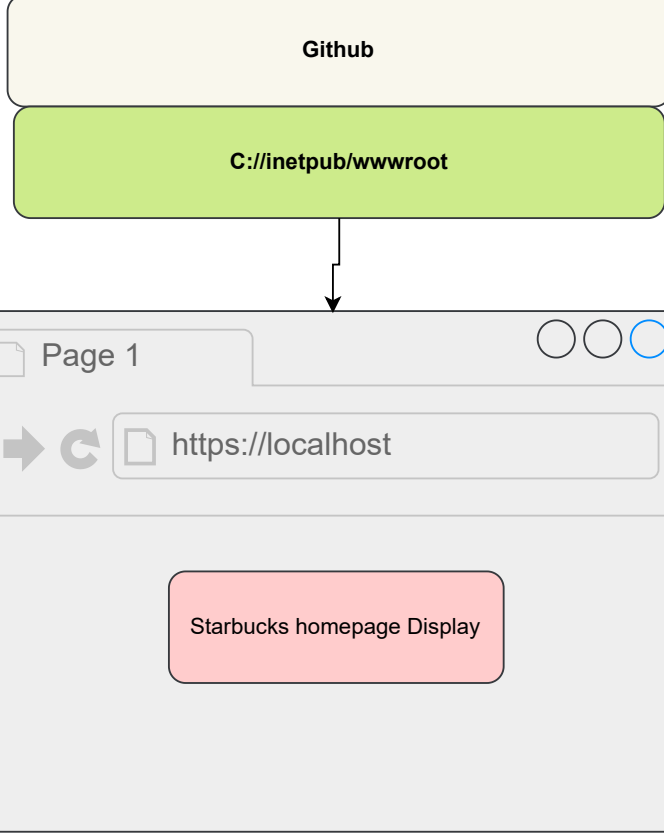 Github
C://inetpub/wwwroot
Page 1
https://localhost
Starbucks homepage Display